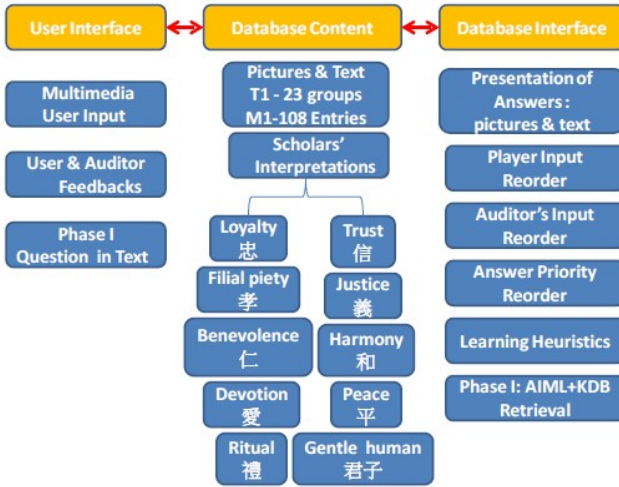 User Interface
Database Content
Database Interface
Multimedia
User Input
User & Auditor
Feedbacks
Phase I
Question in Text
Pictures & Text
T1 - 23 groups
M1-108 Entries
Scholars'
Interpretations
Loyalty
忠
Trust
信
Filial piety
孝
Justice
義
Benevolence
仁
Harmony
和
Devotion
愛
Peace
平
Ritual
禮
Gentle human
君子
Presentation of
Answers :
pictures & text
Player Input
Reorder
Auditor's Input
Reorder
Answer Priority
Reorder
Learning Heuristics
Phase I: AIML+KDB
Retrieval